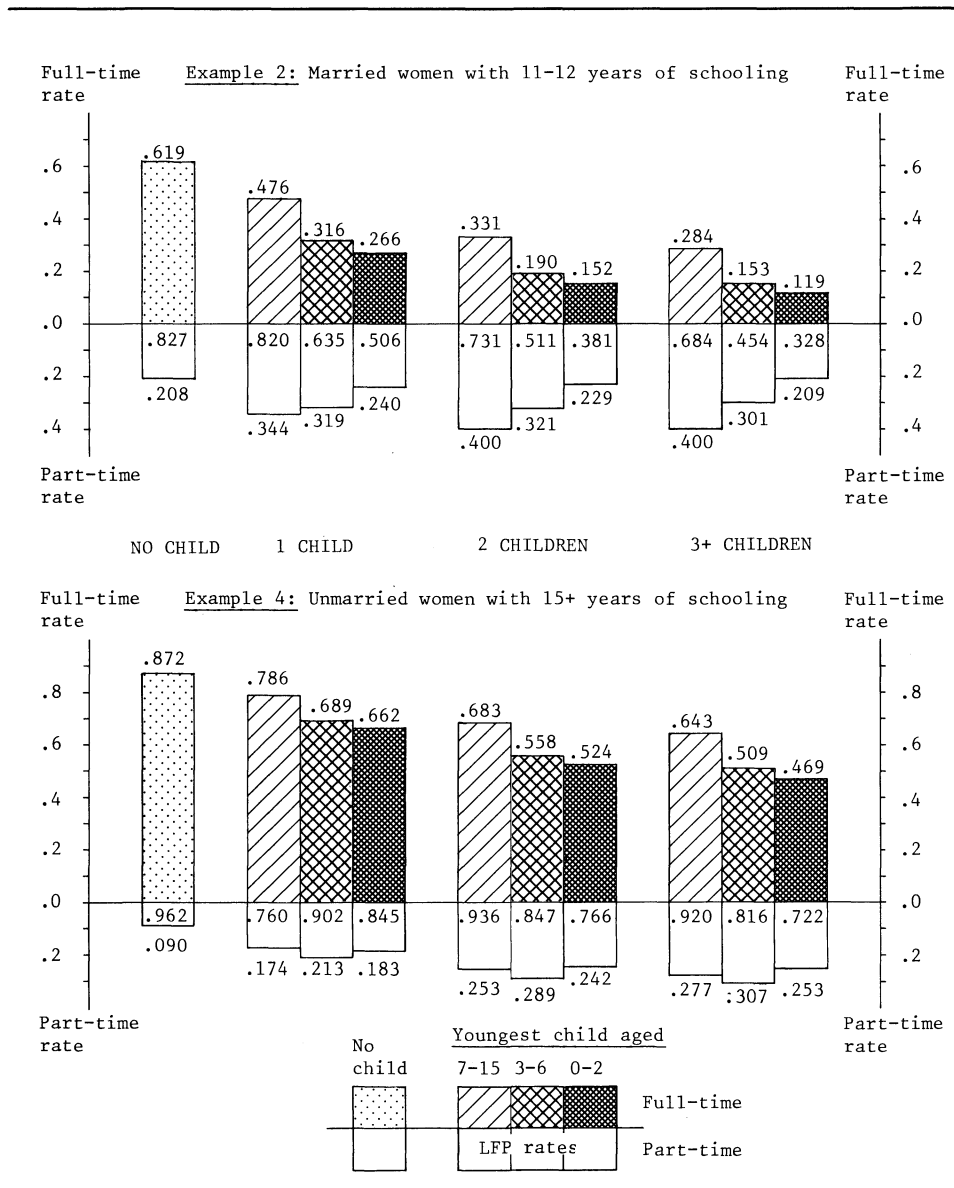 Full-time Example 2: Married women with 11-12 years of schooling Full-time
rate rate
.619
.6 .6
.476
.4 .331 .4
.316 .266 .284
.2 .190 .152 .153 .119 .2
.0 .0
.827 .820 .635 .506 .731 .511 .381 .684 .454 .328
.2 .2
.208 .344 .319 .240 .400 .321 .229 .400 .301 .209
.4 .4
Part-time Part-time
rate rate
NO CHILD 1 CHILD 2 CHILDREN 3+ CHILDREN
Full-time Example 4: Unmarried women with 15+ years of schooling Full-time
rate rate
.872
.8 .786 .8
.689 .662 .683 .643
.6 .558 .524 .509 .6
.469
.4 .4
.2 .2
.0 .0
.962 .760 .902 .845 .936 .847 .766 .920 .816 .722
.090
.2 .174 .213 .183 .253 .289 .242 .277 :307 .253 .2
Part-time Part-time
rate rate
Youngest child aged
No
child 7-15 3-6 0-2
Full-time
LFP rates Part-time